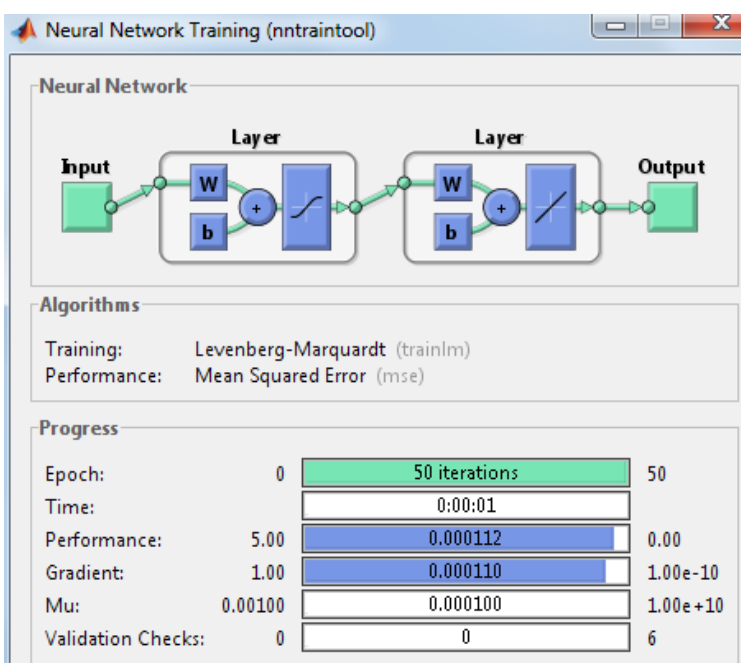 Neural Network Training (nntraintool)
Neural Network
Layer Layer
Input Output
W W
+ +
b b
Algorithms
Training: Levenberg-Marquardt (trainlm)
Performance: Mean Squared Error (mse)
Progress
Epoch: 0 50 iterations 50
Time: 0:00:01
Performance: 5.00 0.000112 0.00
Gradient: 1.00 0.000110 1.00e-10
Mu: 0.00100 0.000100 1.00e+10
Validation Checks: 0 0 6